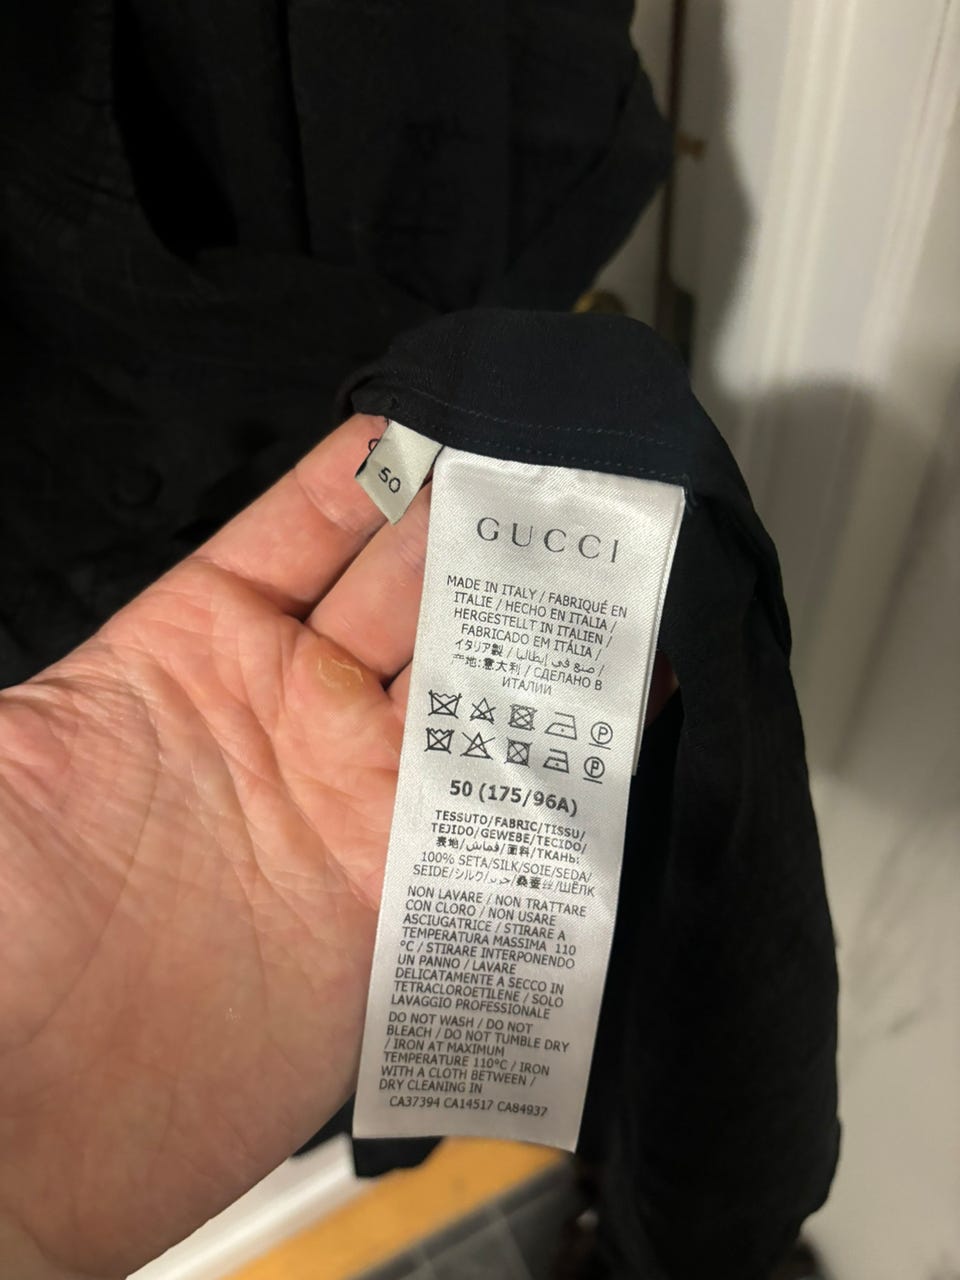 50
GUCCI
MADE IN ITALY / FABRIQUÉ EN
ITALIE / HECHO EN ITALIA /
HERGESTELLT IN ITALIEN /
FABRICADO EM ITÁLIA /
イタリア製 / صنع في إيطاليا /
产地:意大利 / СДЕЛАНО В
ИТАЛИИ
P
P
50 (175/96A)
TESSUTO/FABRIC/TISSU/
TEJIDO/GEWEBE/TECIDO/
表地/قماش/面料/ТКАНЬ:
100% SETA/SILK/SOIE/SEDA/
SEIDE/シルク/حرير/桑蚕丝/ШЁЛК
NON LAVARE / NON TRATTARE
CON CLORO / NON USARE
ASCIUGATRICE / STIRARE A
TEMPERATURA MASSIMA 110
°C / STIRARE INTERPONENDO
UN PANNO / LAVARE
DELICATAMENTE A SECCO IN
TETRACLOROETILENE / SOLO
LAVAGGIO PROFESSIONALE
DO NOT WASH / DO NOT
BLEACH / DO NOT TUMBLE DRY
/ IRON AT MAXIMUM
TEMPERATURE 110°C / IRON
WITH A CLOTH BETWEEN /
DRY CLEANING IN
CA37394 CA14517 CA84937